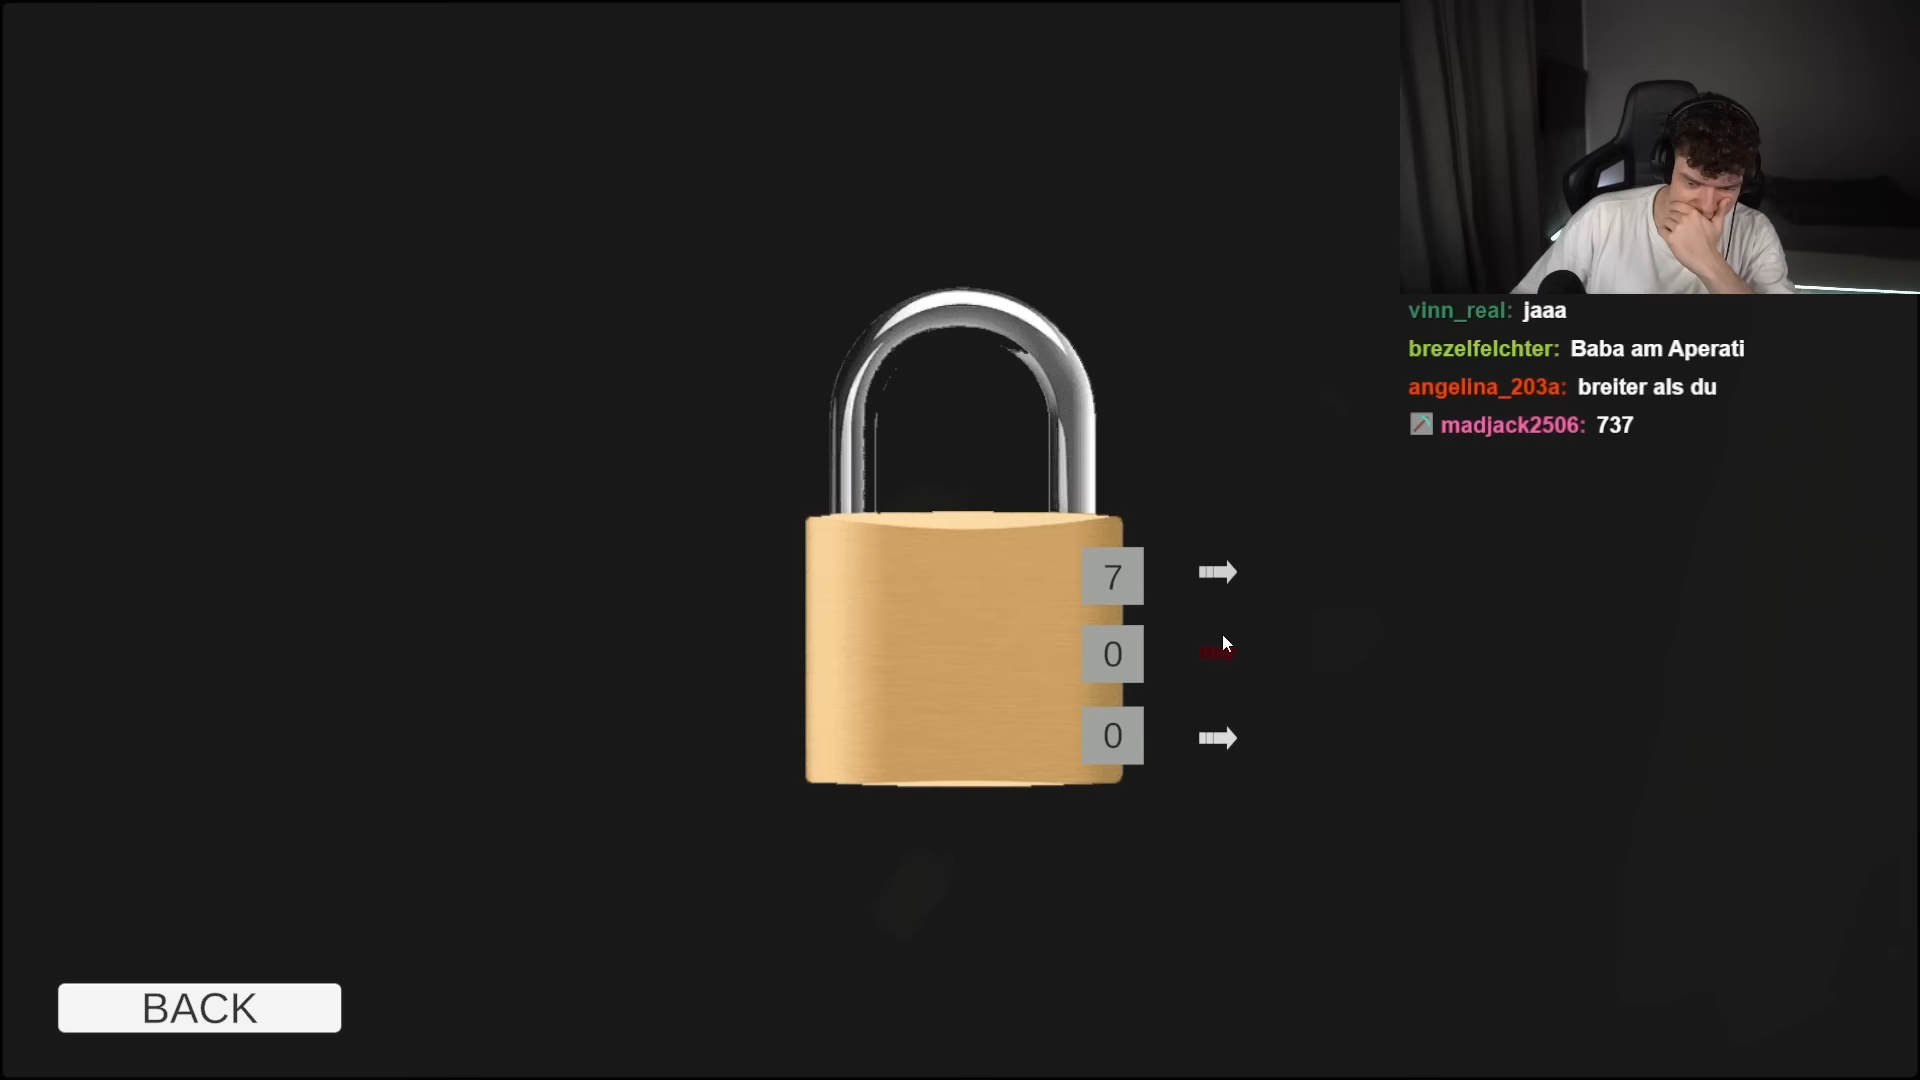 vinn_real: jaaa
brezelfelchter: Baba am Aperati
angelina_203a: breiter als du
madjack2506: 737
7
0
0
BACK